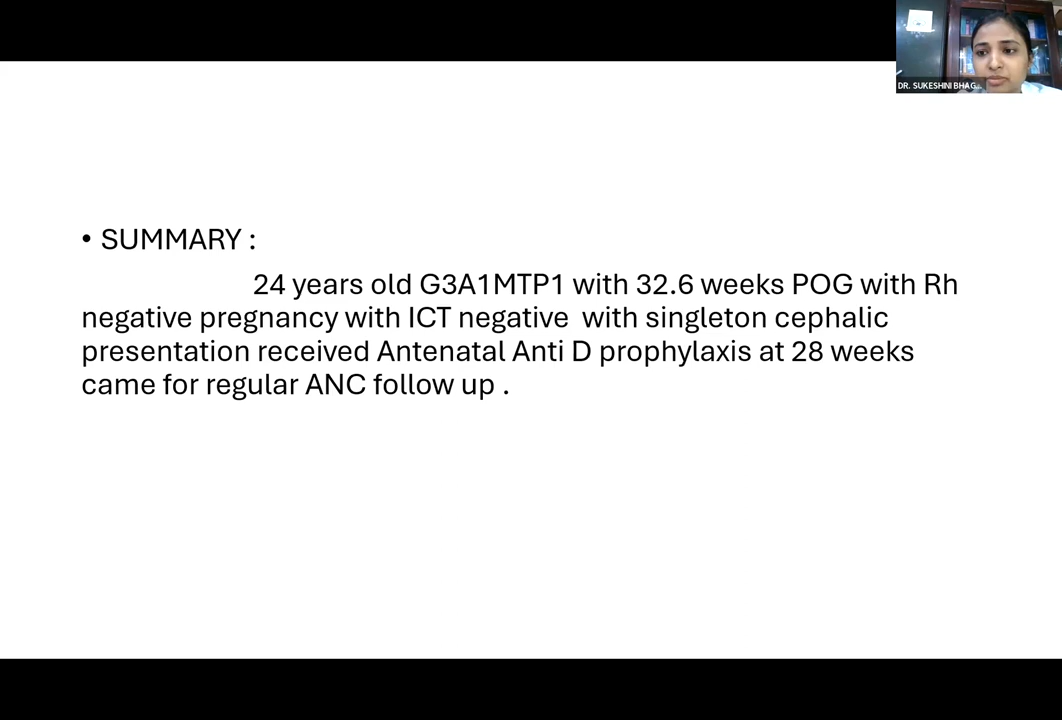 DR. SUKESHINI BHAG...
• SUMMARY :
24 years old G3A1MTP1 with 32.6 weeks POG with Rh
negative pregnancy with ICT negative with singleton cephalic
presentation received Antenatal Anti D prophylaxis at 28 weeks
came for regular ANC follow up .